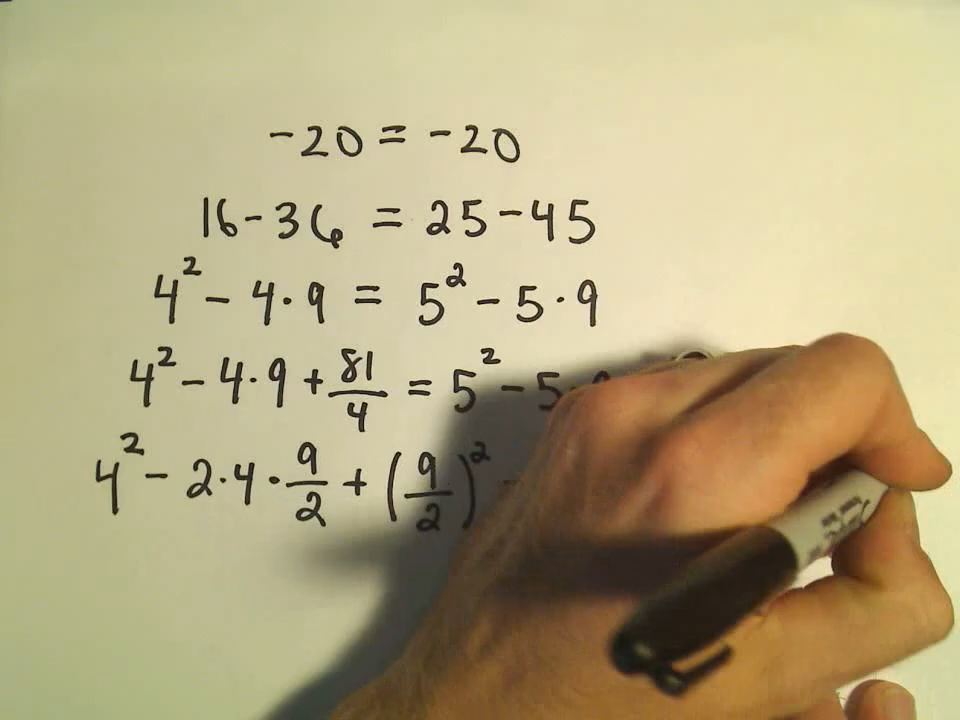 -20 = -20
16 - 36 = 25 - 45
4² - 4·9 = 5² - 5·9
4² - 4·9 + 81/4 = 5² - 5·
4² - 2·4·9/2 + (9/2)²